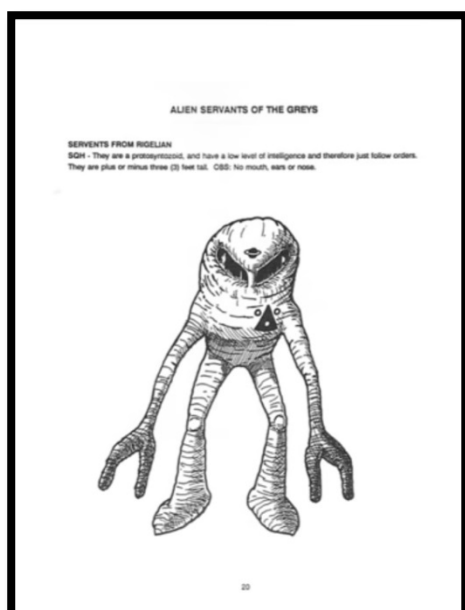 ALIEN SERVANTS OF THE GREYS
SERVENTS FROM RIGELIAN
SQH - They are a protosyntozoid, and have a low level of intelligence and therefore just follow orders.
They are plus or minus three (3) feet tall. OBS: No mouth, ears or nose.
20